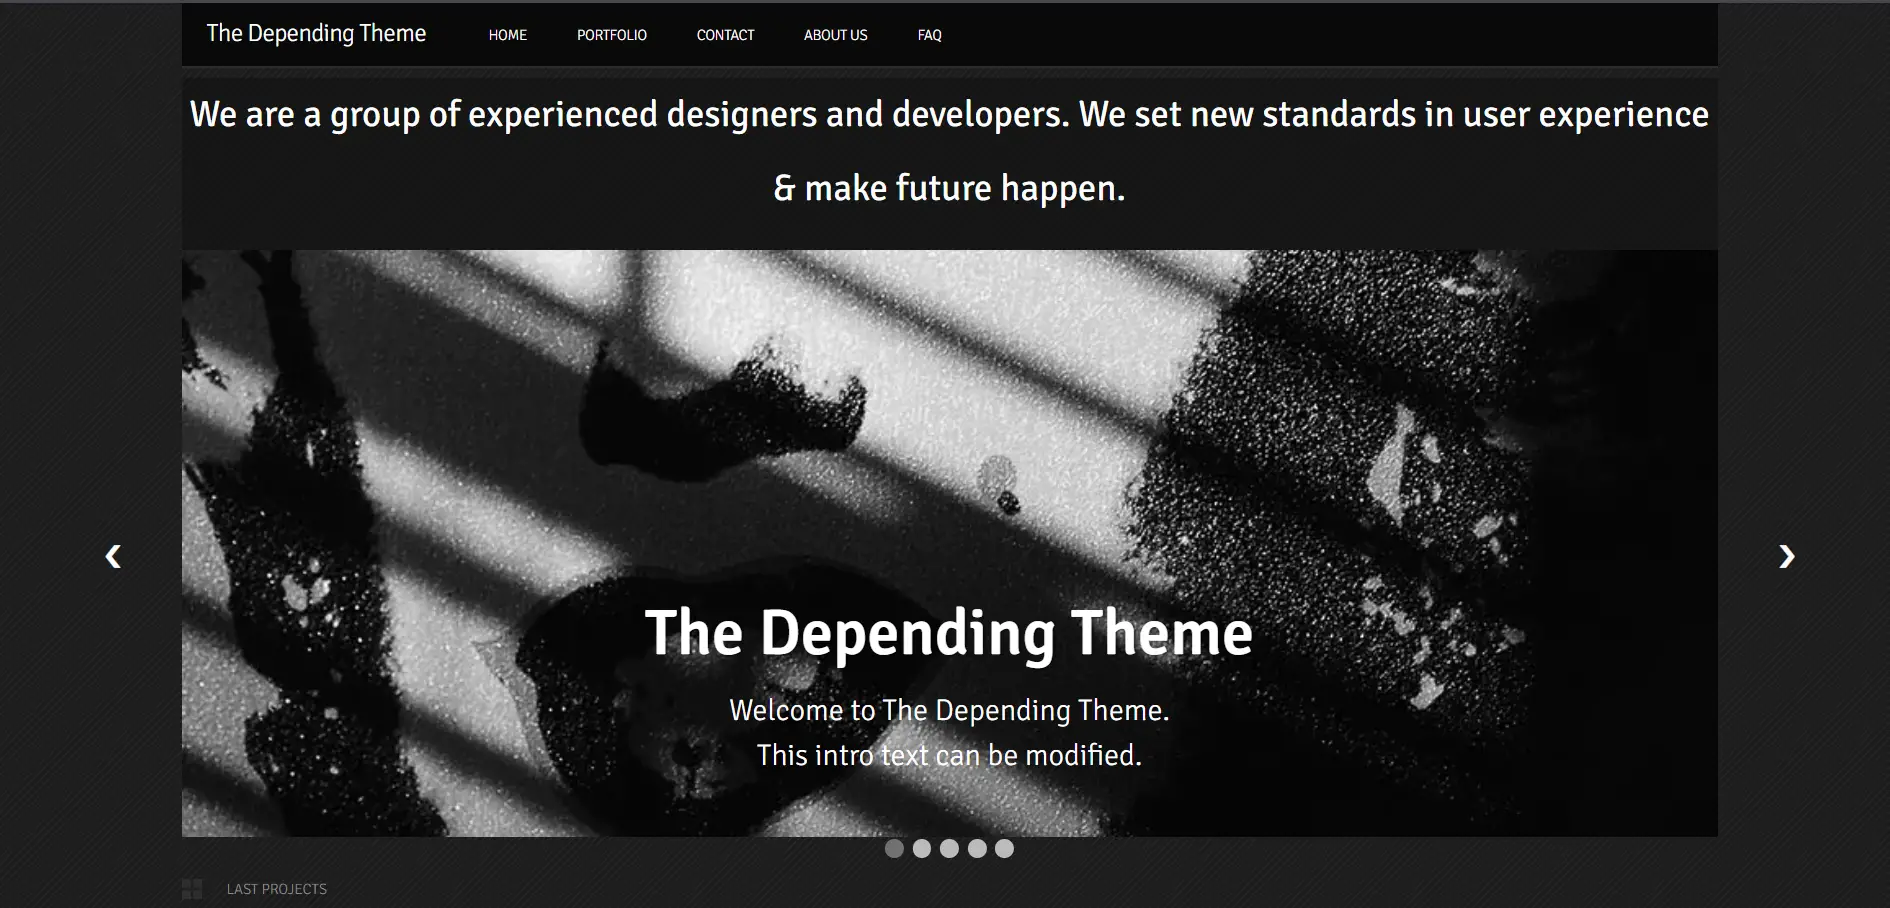 The Depending Theme HOME PORTFOLIO CONTACT ABOUT US FAQ
We are a group of experienced designers and developers. We set new standards in user experience
& make future happen.
The Depending Theme
Welcome to The Depending Theme.
This intro text can be modified.
LAST PROJECTS